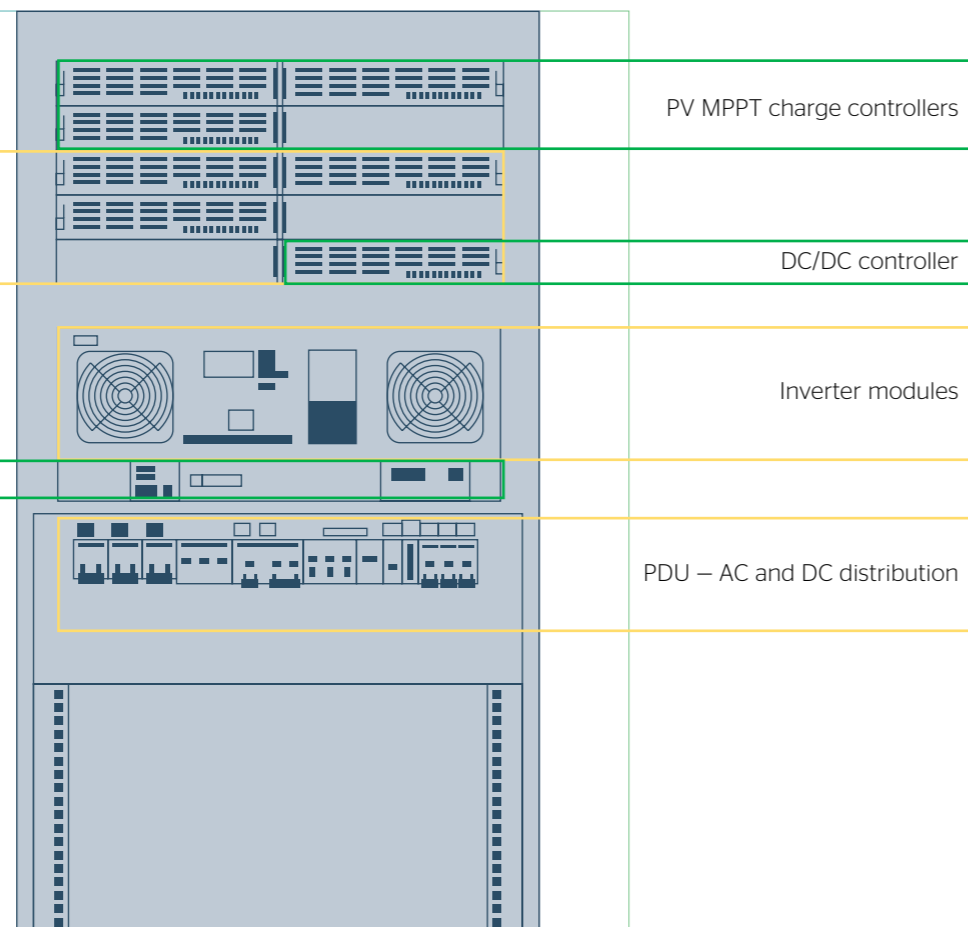 PV MPPT charge controllers
DC/DC controller
Inverter modules
PDU – AC and DC distribution